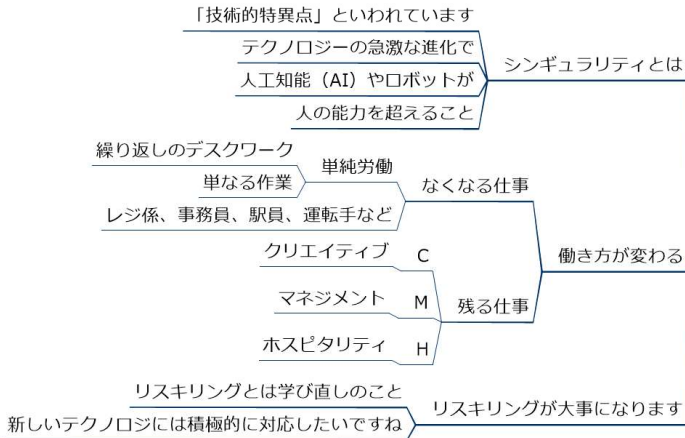 シンギュラリティとは
「技術的特異点」といわれています
テクノロジーの急激な進化で
人工知能（AI）やロボットが
人の能力を超えること
働き方が変わる
なくなる仕事
単純労働
繰り返しのデスクワーク
単なる作業
レジ係、事務員、駅員、運転手など
残る仕事
C
クリエイティブ
M
マネジメント
H
ホスピタリティ
リスキリングが大事になります
リスキリングとは学び直しのこと
新しいテクノロジには積極的に対応したいですね